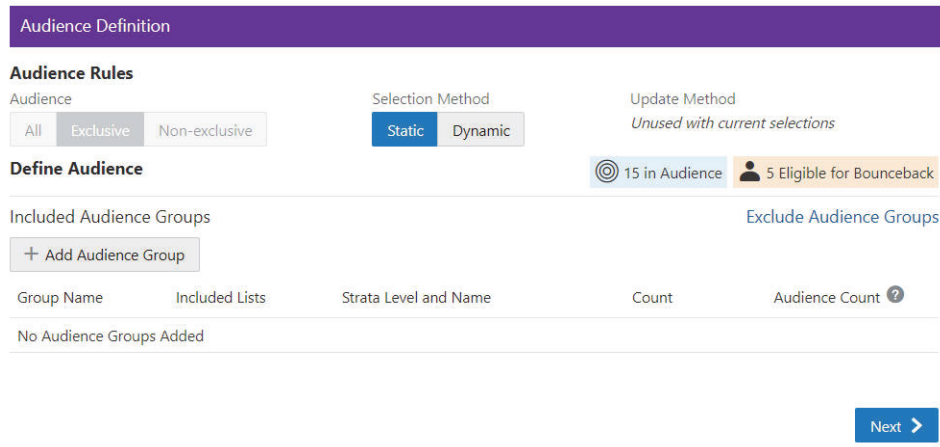 Audience Definition
Audience Rules
Audience Selection Method Update Method
All Exclusive Non-exclusive Static Dynamic Unused with current selections
Define Audience 15 in Audience 5 Eligible for Bounceback
Included Audience Groups Exclude Audience Groups
+ Add Audience Group
Group Name Included Lists Strata Level and Name Count Audience Count ?
No Audience Groups Added
Next